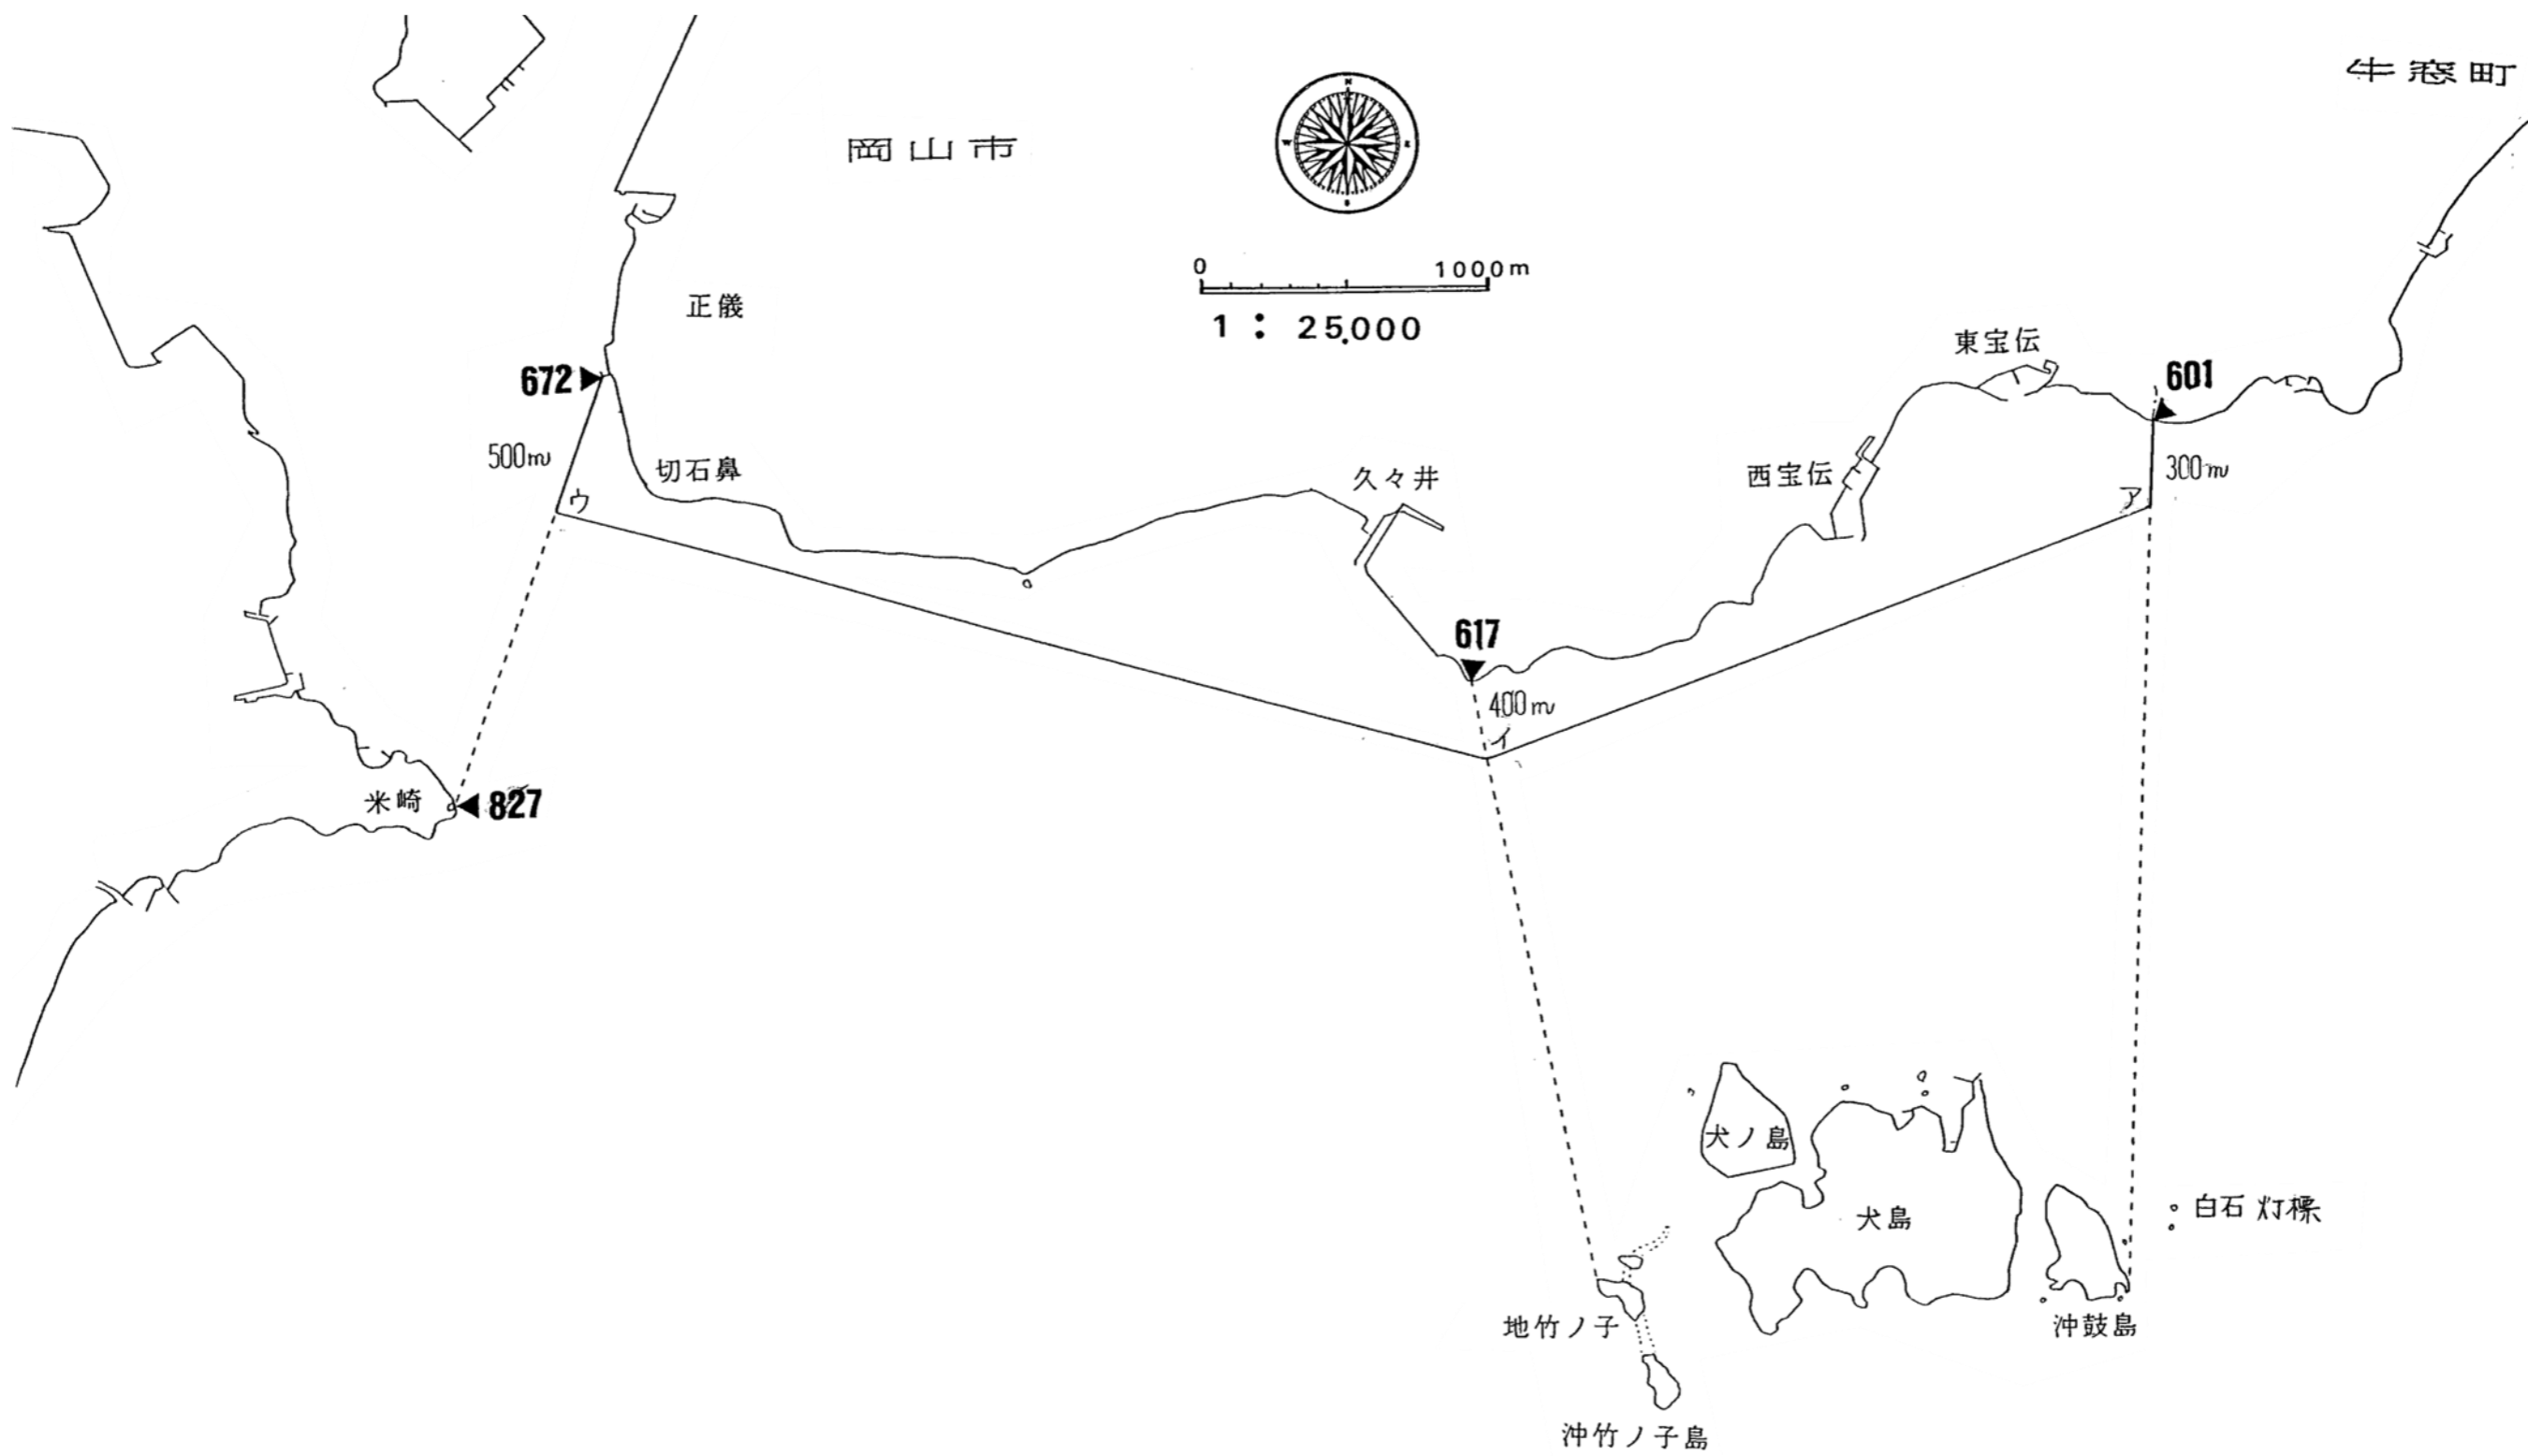 牛窓町
岡山市
N
W
E
S
0 1000m
1 : 25,000
正儀
東宝伝
672
601
500m
切石鼻
久々井
西宝伝
300m
ウ
ア
617
400m
イ
米崎
827
犬ノ島
犬島
白石灯標
地竹ノ子
沖鼓島
沖竹ノ子島